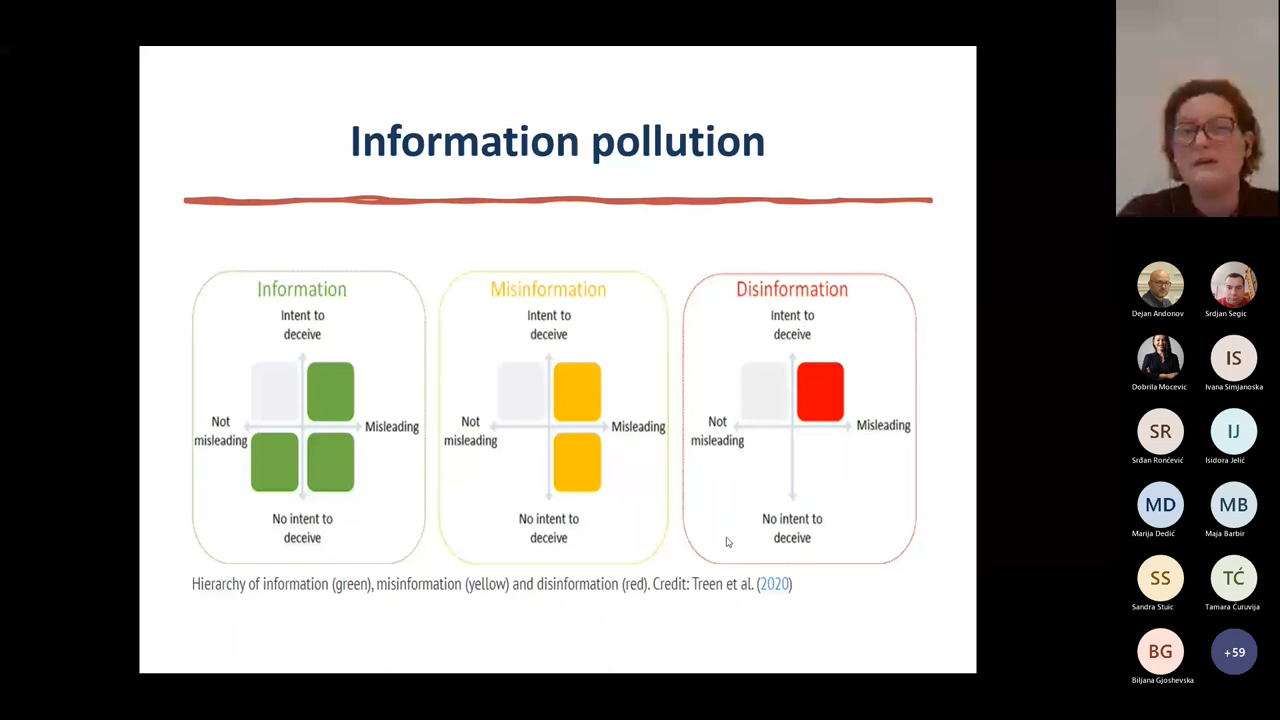 Information pollution
Information
Intent to
deceive
Not
misleading
Misleading
No intent to
deceive
Misinformation
Intent to
deceive
Not
misleading
Misleading
No intent to
deceive
Disinformation
Intent to
deceive
Not
misleading
Misleading
No intent to
deceive
Hierarchy of information (green), misinformation (yellow) and disinformation (red). Credit: Treen et al. (2020)
Dejan Andonov
Srdjan Segic
Dobrila Mocevic
IS
Ivana Simjanoska
SR
Srđan Rončević
IJ
Isidora Jelić
MD
Marija Dedić
MB
Maja Barbir
SS
Sandra Stuic
TĆ
Tamara Ćuruvija
BG
Biljana Gjoshevska
+59